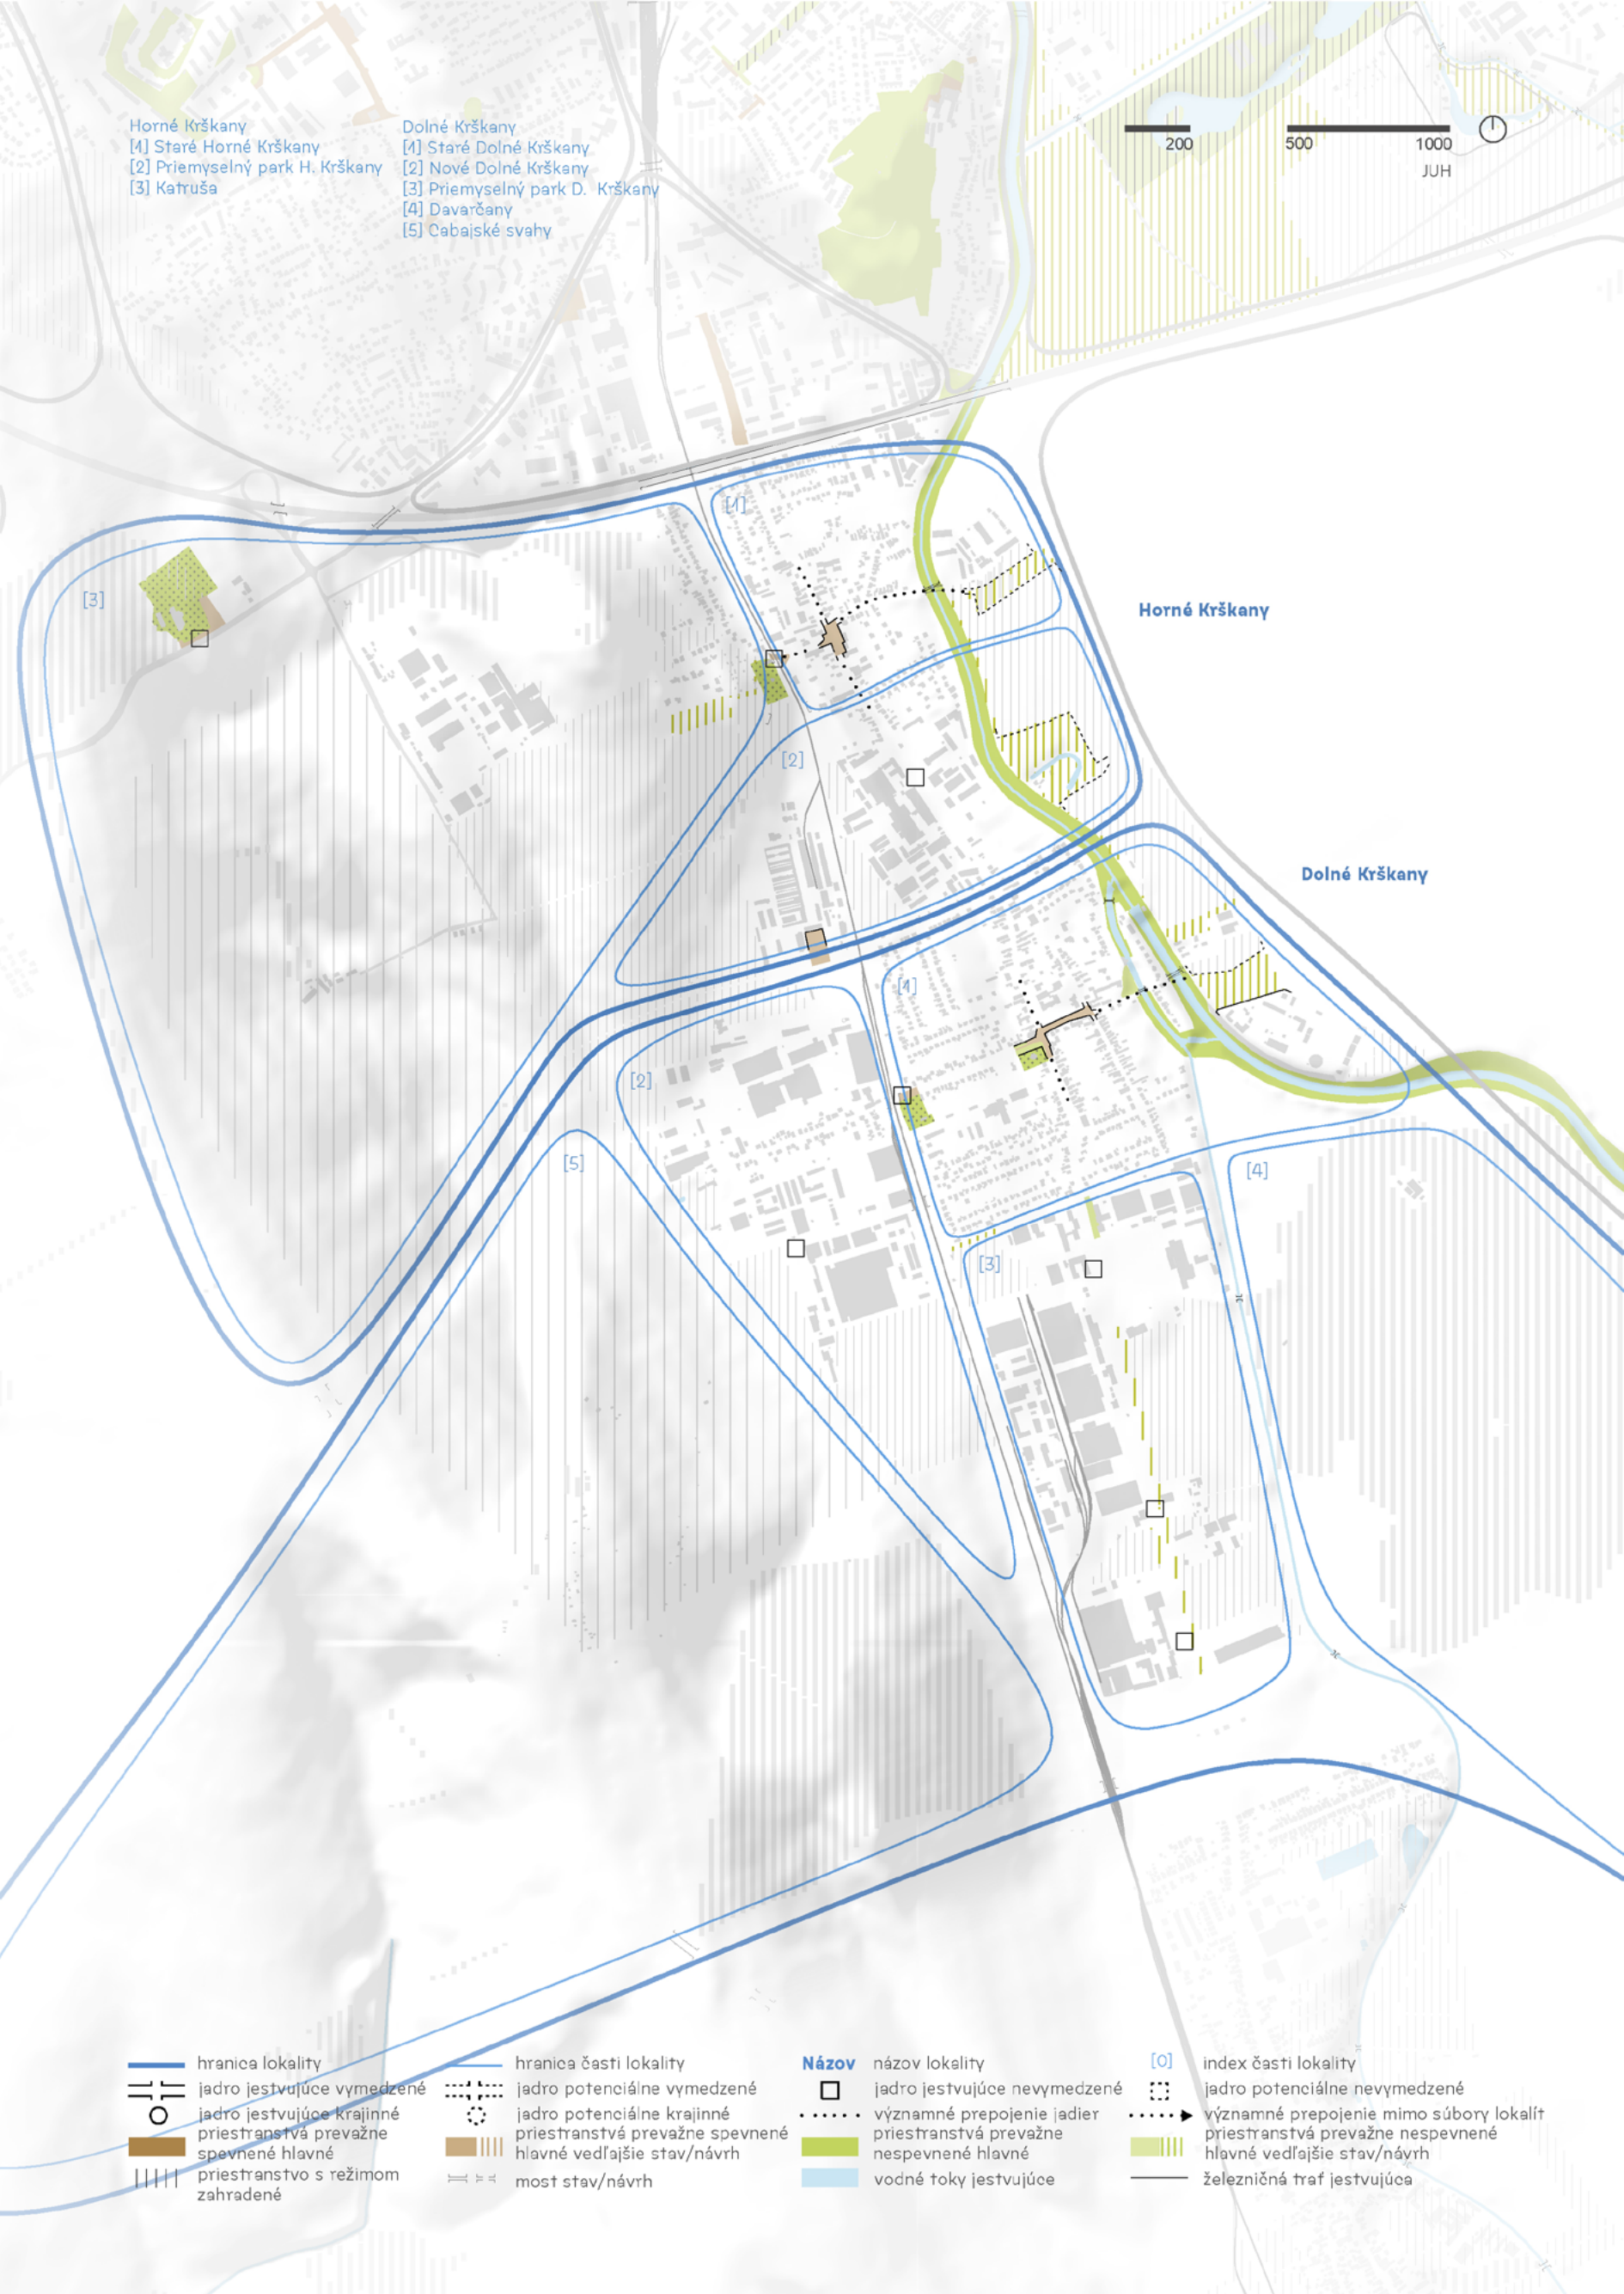 Horné Krškany
[1] Staré Horné Krškany
[2] Priemyselný park H. Krškany
[3] Katruša
Dolné Krškany
[1] Staré Dolné Krškany
[2] Nové Dolné Krškany
[3] Priemyselný park D. Krškany
[4] Davarčany
[5] Cabajské svahy
200 500 1000
JUH
[1]
[3]
Horné Krškany
[2]
Dolné Krškany
[1]
[2]
[5]
[4]
[3]
hranica lokality
hranica časti lokality
Názov názov lokality
[0] index časti lokality
jadro jestvujúce vymedzené
jadro potenciálne vymedzené
jadro jestvujúce nevymedzené
jadro potenciálne nevymedzené
jadro jestvujúce krajinné
jadro potenciálne krajinné
významné prepojenie jadier
významné prepojenie mimo súbory lokalít
priestranstvá prevažne
spevnené hlavné
priestranstvá prevažne spevnené
hlavné vedľajšie stav/návrh
priestranstvá prevažne
nespevnené hlavné
priestranstvá prevažne nespevnené
hlavné vedľajšie stav/návrh
priestranstvo s režimom
zahradené
most stav/návrh
vodné toky jestvujúce
železničná trať jestvujúca